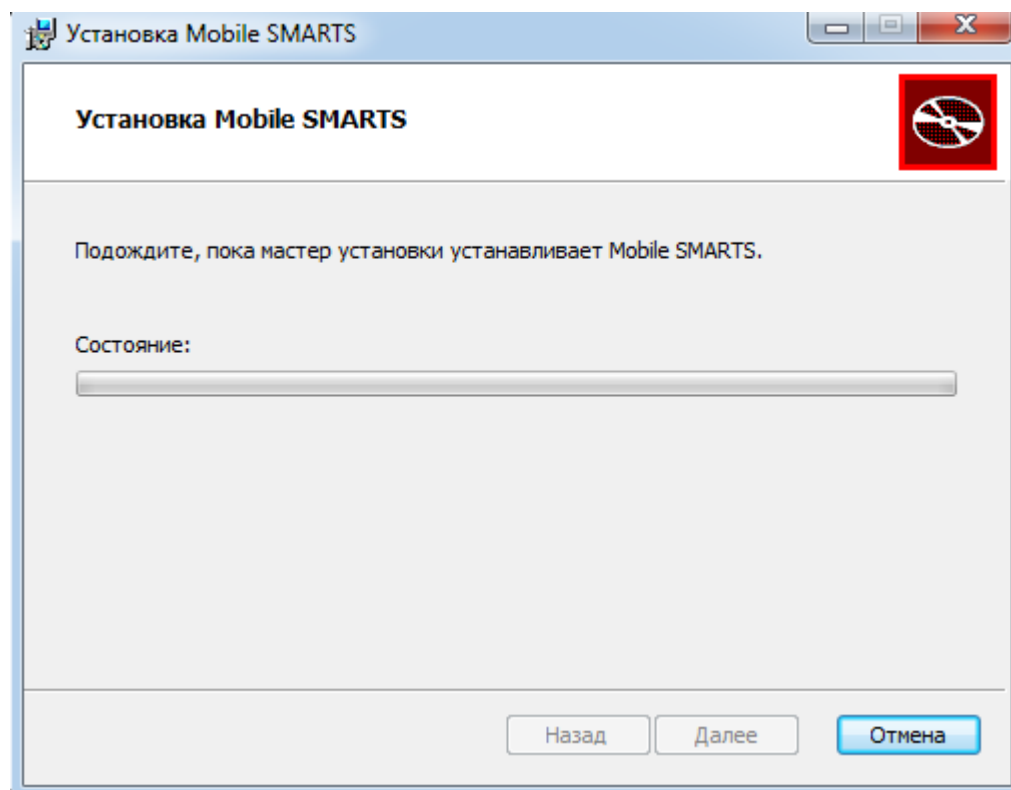 Установка Mobile SMARTS
Установка Mobile SMARTS
Подождите, пока мастер установки устанавливает Mobile SMARTS.
Состояние:
Назад Далее Отмена